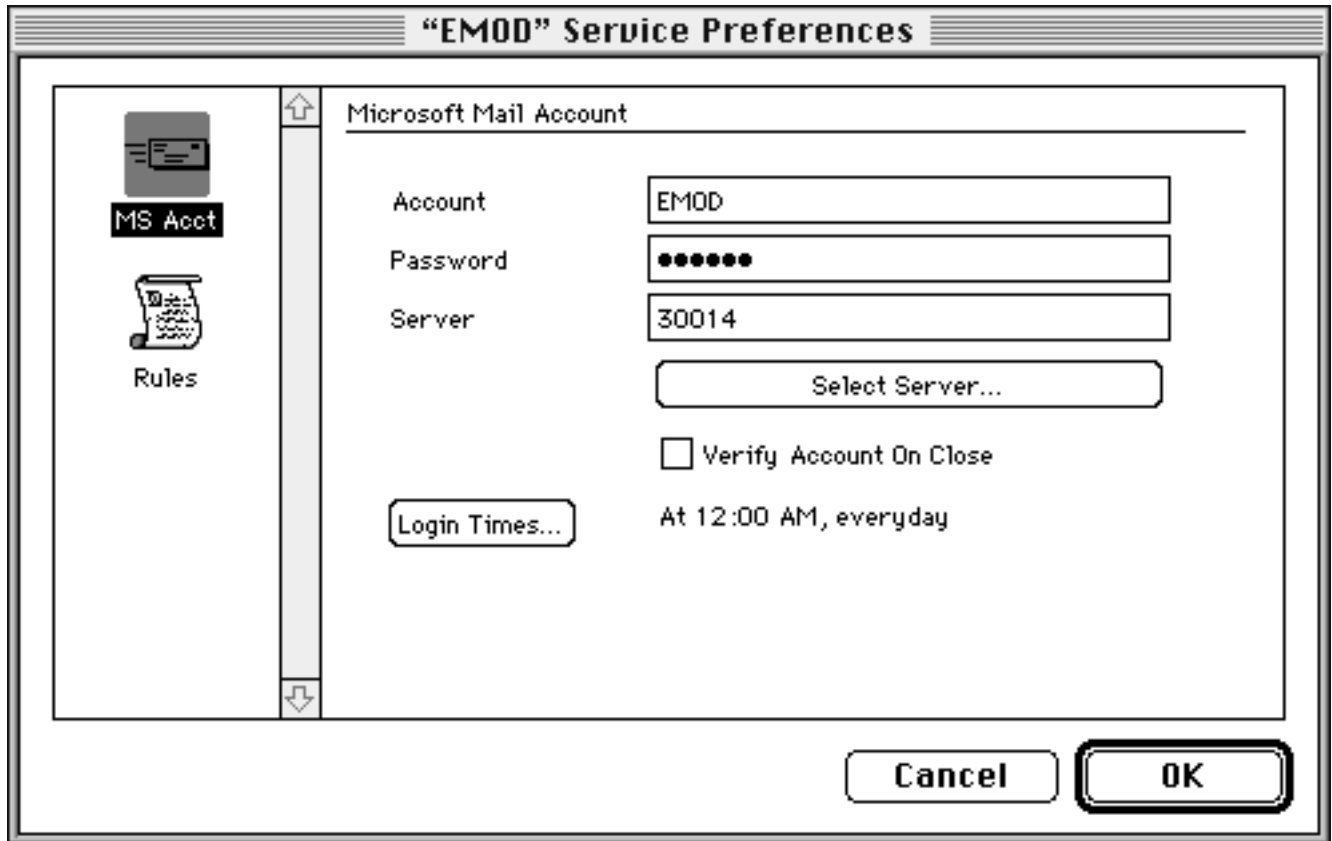 “EMOD” Service Preferences
MS Acct
Rules
Microsoft Mail Account
Account EMOD
Password ●●●●●●
Server 30014
Select Server...
Verify Account On Close
Login Times... At 12:00 AM, everyday
Cancel OK